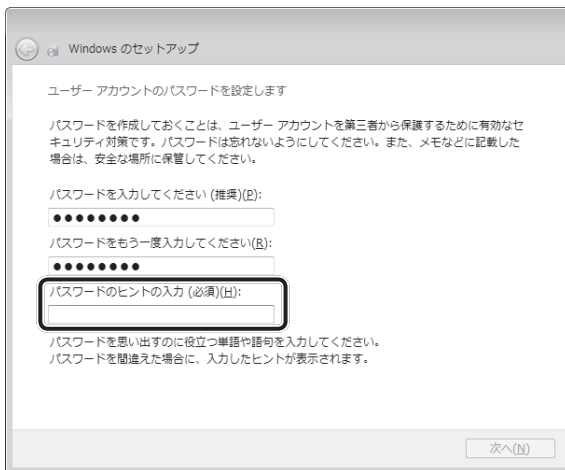 Windows のセットアップ
ユーザー アカウントのパスワードを設定します
パスワードを作成しておくことは、ユーザー アカウントを第三者から保護するために有効なセ
キュリティ対策です。パスワードは忘れないようにしてください。また、メモなどに記載した
場合は、安全な場所に保管してください。
パスワードを入力してください (推奨)(P):
●●●●●●●●
パスワードをもう一度入力してください(R):
●●●●●●●●
パスワードのヒントの入力 (必須)(H):
パスワードを思い出すのに役立つ単語や語句を入力してください。
パスワードを間違えた場合に、入力したヒントが表示されます。
次へ(N)